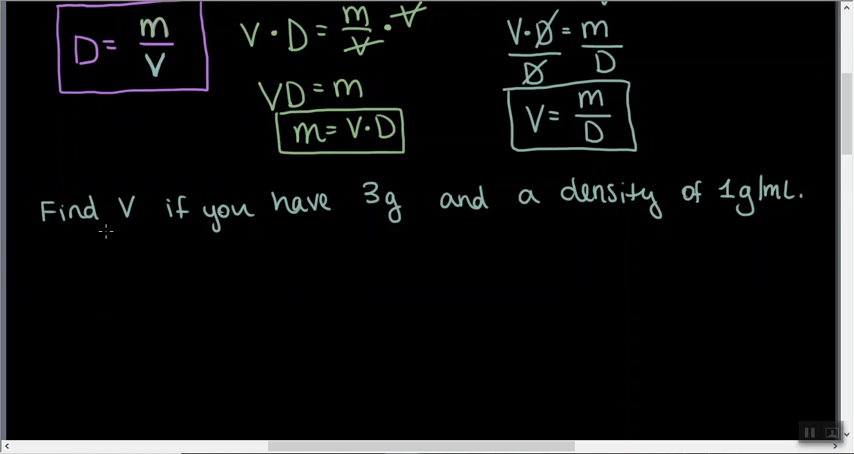 D = m/V
V · D = m/V · V
VD = m
m = V · D
V · D/D = m/D
V = m/D
Find V if you have 3g and a density of 1g/mL.